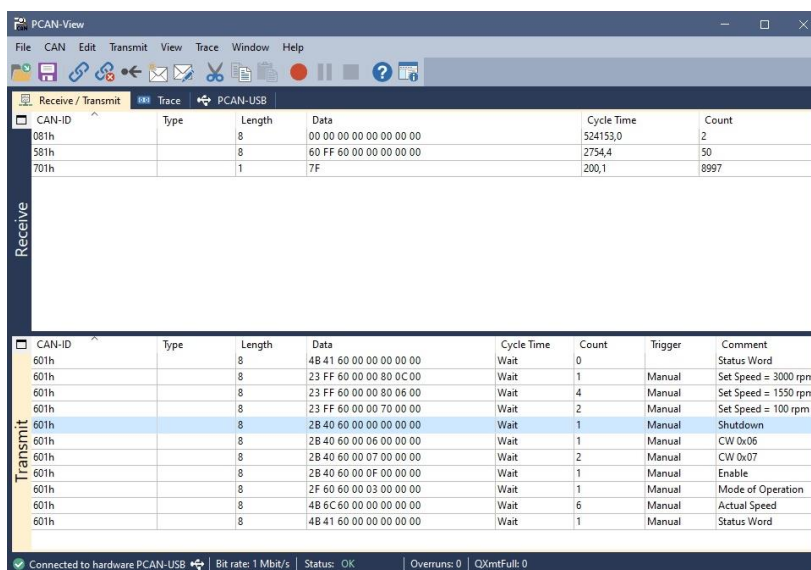 PCAN-View
File CAN Edit Transmit View Trace Window Help
Receive / Transmit Trace PCAN-USB
CAN-ID Type Length Data Cycle Time Count
081h 8 00 00 00 00 00 00 00 00 524153,0 2
581h 8 60 FF 60 00 00 00 00 00 2754,4 50
701h 1 7F 200,1 8997
Receive
CAN-ID Type Length Data Cycle Time Count Trigger Comment
601h 8 4B 41 60 00 00 00 00 00 Wait 0 Status Word
601h 8 23 FF 60 00 00 80 0C 00 Wait 1 Manual Set Speed = 3000 rpm
601h 8 23 FF 60 00 00 80 06 00 Wait 4 Manual Set Speed = 1550 rpm
601h 8 23 FF 60 00 00 70 00 00 Wait 2 Manual Set Speed = 100 rpm
601h 8 2B 40 60 00 00 00 00 00 Wait 1 Manual Shutdown
601h 8 2B 40 60 00 06 00 00 00 Wait 1 Manual CW 0x06
601h 8 2B 40 60 00 07 00 00 00 Wait 2 Manual CW 0x07
601h 8 2B 40 60 00 0F 00 00 00 Wait 1 Manual Enable
601h 8 2F 60 60 00 03 00 00 00 Wait 1 Manual Mode of Operation
601h 8 4B 6C 60 00 00 00 00 00 Wait 6 Manual Actual Speed
601h 8 4B 41 60 00 00 00 00 00 Wait 1 Manual Status Word
Transmit
Connected to hardware PCAN-USB Bit rate: 1 Mbit/s Status: OK Overruns: 0 QXmtFull: 0